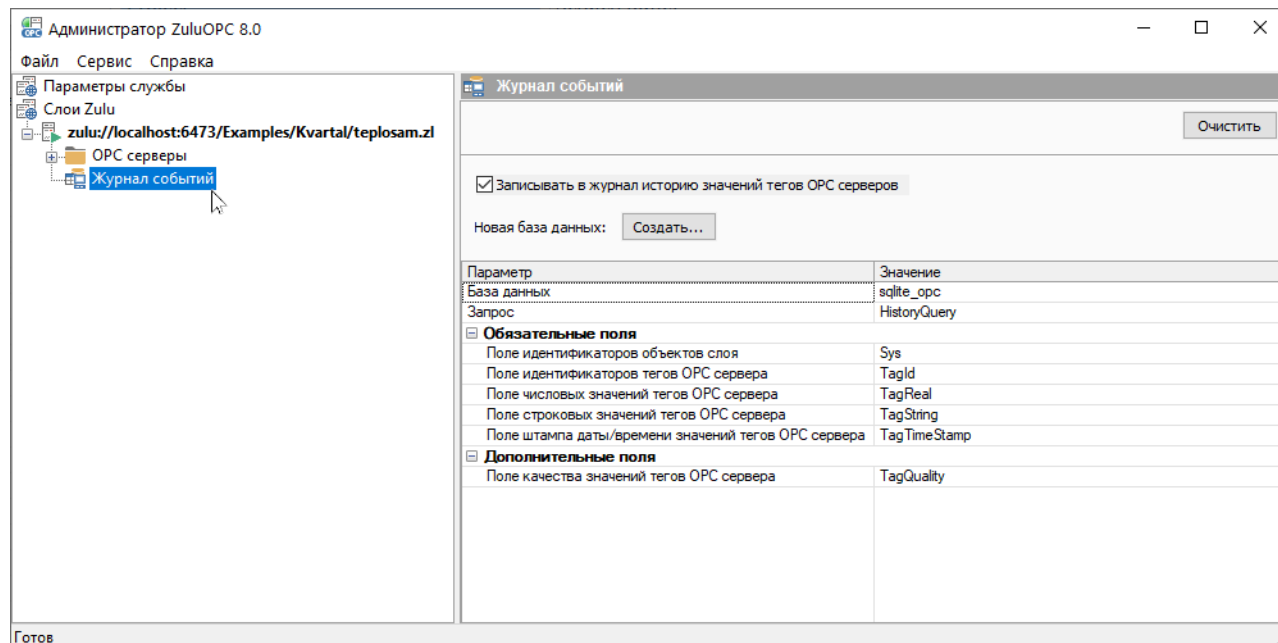 Администратор ZuluOPC 8.0
Файл Сервис Справка
Параметры службы
Слои Zulu
zulu://localhost:6473/Examples/Kvartal/teplosam.zl
OPC серверы
Журнал событий
Журнал событий
Очистить
Записывать в журнал историю значений тегов OPC серверов
Новая база данных: Создать...
Параметр Значение
База данных sqlite_opc
Запрос HistoryQuery
Обязательные поля
Поле идентификаторов объектов слоя Sys
Поле идентификаторов тегов OPC сервера TagId
Поле числовых значений тегов OPC сервера TagReal
Поле строковых значений тегов OPC сервера TagString
Поле штампа даты/времени значений тегов OPC сервера TagTimeStamp
Дополнительные поля
Поле качества значений тегов OPC сервера TagQuality
Готов